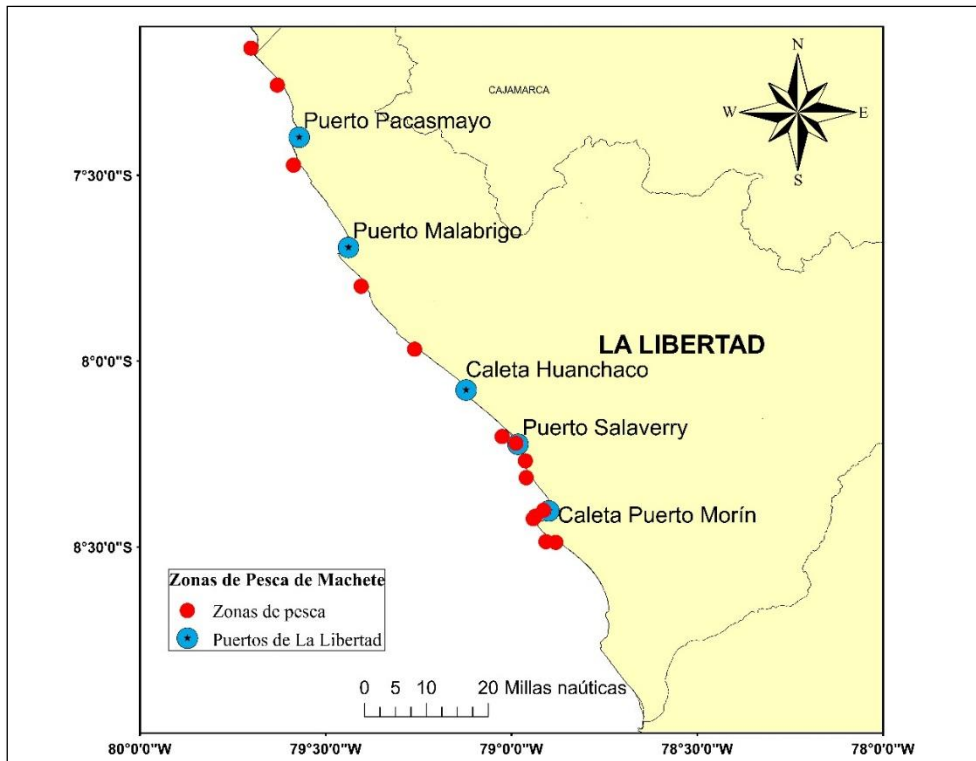 N
CAJAMARCA
W
E
Puerto Pacasmayo
S
7°30'0"S
Puerto Malabrigo
LA LIBERTAD
8°0'0"S
Caleta Huanchaco
Puerto Salaverry
Caleta Puerto Morín
8°30'0"S
Zonas de Pesca de Machete
Zonas de pesca
Puertos de La Libertad
0 5 10 20 Millas naúticas
80°0'0"W 79°30'0"W 79°0'0"W 78°30'0"W 78°0'0"W